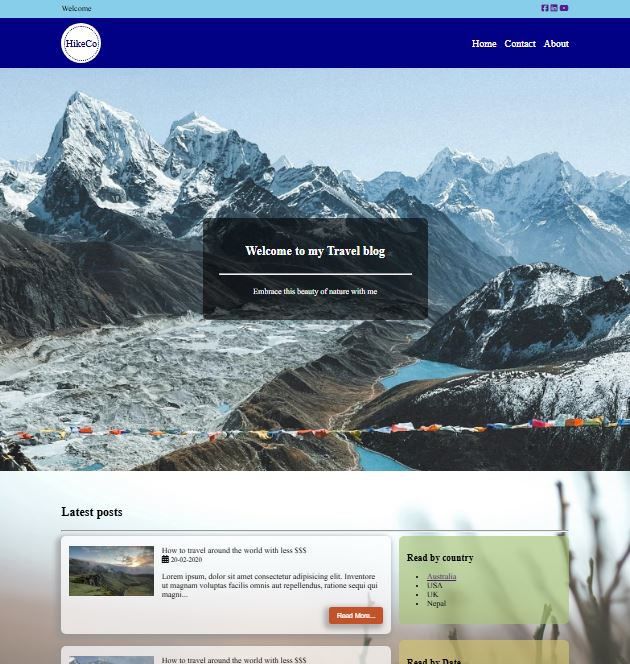 Welcome
HikeCo
Home Contact About
Welcome to my Travel blog
Embrace this beauty of nature with me
Latest posts
How to travel around the world with less $$$
20-02-2020
Lorem ipsum, dolor sit amet consectetur adipisicing elit. Inventore
ut magnam voluptas facilis omnis aut repellendus, ratione sequi qui
magni...
Read More...
Read by country
Australia
USA
UK
Nepal
How to travel around the world with less $$$
Read by Date